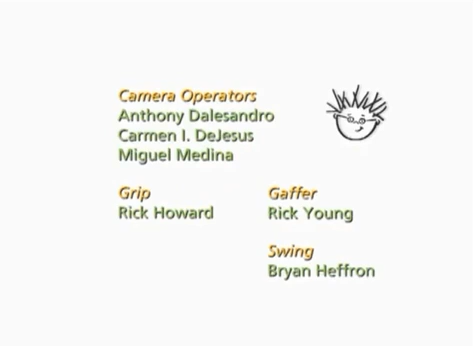 Camera Operators
Anthony Dalesandro
Carmen I. DeJesus
Miguel Medina
Grip
Rick Howard
Gaffer
Rick Young
Swing
Bryan Heffron